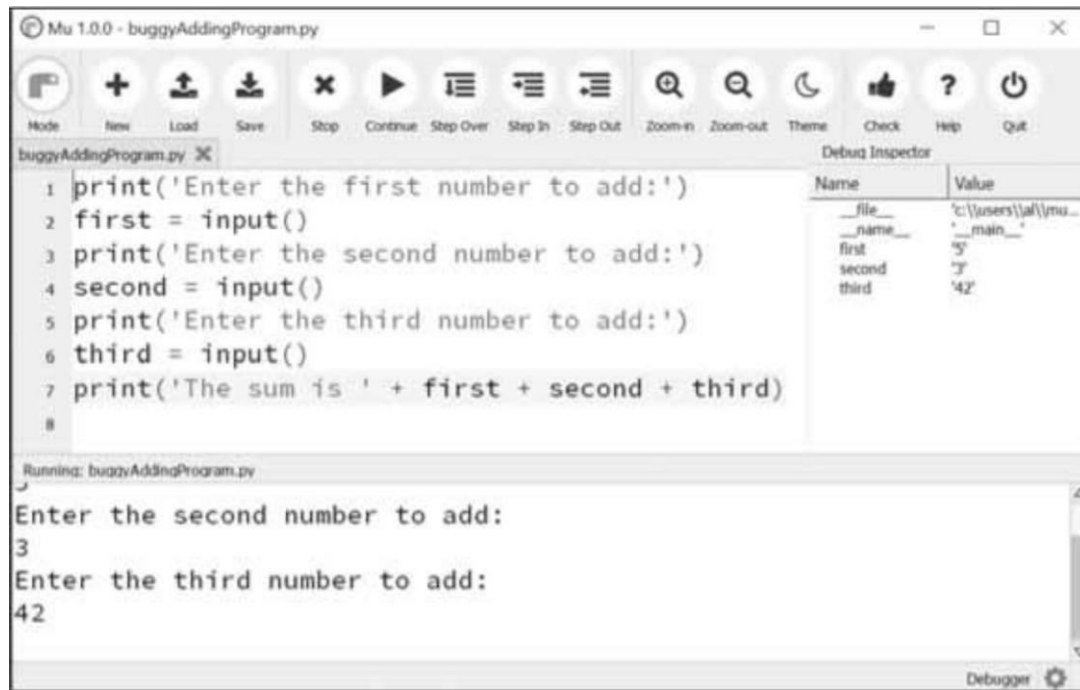 Mu 1.0.0 - buggyAddingProgram.py
Mode New Load Save Stop Continue Step Over Step In Step Out Zoom-in Zoom-out Theme Check Help Quit
buggyAddingProgram.py
1 print('Enter the first number to add:')
2 first = input()
3 print('Enter the second number to add:')
4 second = input()
5 print('Enter the third number to add:')
6 third = input()
7 print('The sum is ' + first + second + third)
8
Debug Inspector
Name Value
__file__ 'c:\\users\\al\\mu...
__name__ '__main__'
first '5'
second '3'
third '42'
Running: buggyAddingProgram.py
Enter the second number to add:
3
Enter the third number to add:
42
Debugger